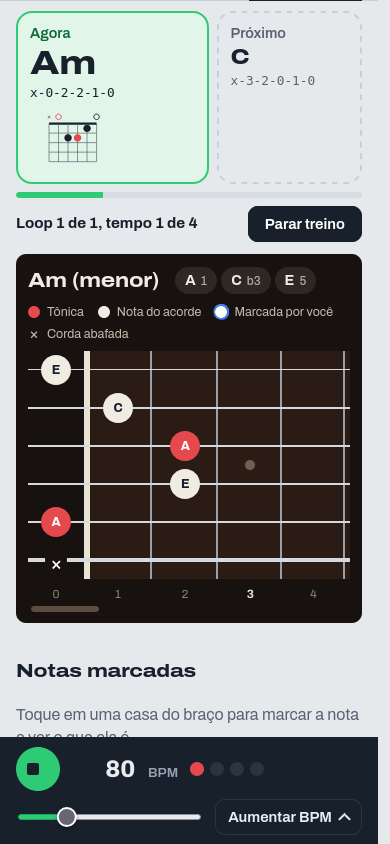 Agora
Am
x-0-2-2-1-0
Próximo
C
x-3-2-0-1-0
Loop 1 de 1, tempo 1 de 4
Parar treino
Am (menor)
A 1
C b3
E 5
Tônica
Nota do acorde
Marcada por você
× Corda abafada
E
C
A
E
A
×
0 1 2 3 4
Notas marcadas
Toque em uma casa do braço para marcar a nota
e ver o que ela é.
80 BPM
Aumentar BPM